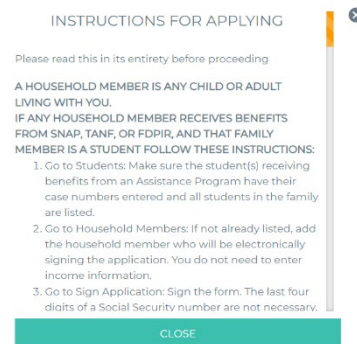 INSTRUCTIONS FOR APPLYING
Please read this in its entirety before proceeding
A HOUSEHOLD MEMBER IS ANY CHILD OR ADULT
LIVING WITH YOU.
IF ANY HOUSEHOLD MEMBER RECEIVES BENEFITS
FROM SNAP, TANF, OR FDPIR, AND THAT FAMILY
MEMBER IS A STUDENT FOLLOW THESE INSTRUCTIONS:
1. Go to Students: Make sure the student(s) receiving
benefits from an Assistance Program have their
case numbers entered and all students in the family
are listed.
2. Go to Household Members: If not already listed, add
the household member who will be electronically
signing the application. You do not need to enter
income information.
3. Go to Sign Application: Sign the form. The last four
digits of a Social Security number are not necessary.
CLOSE